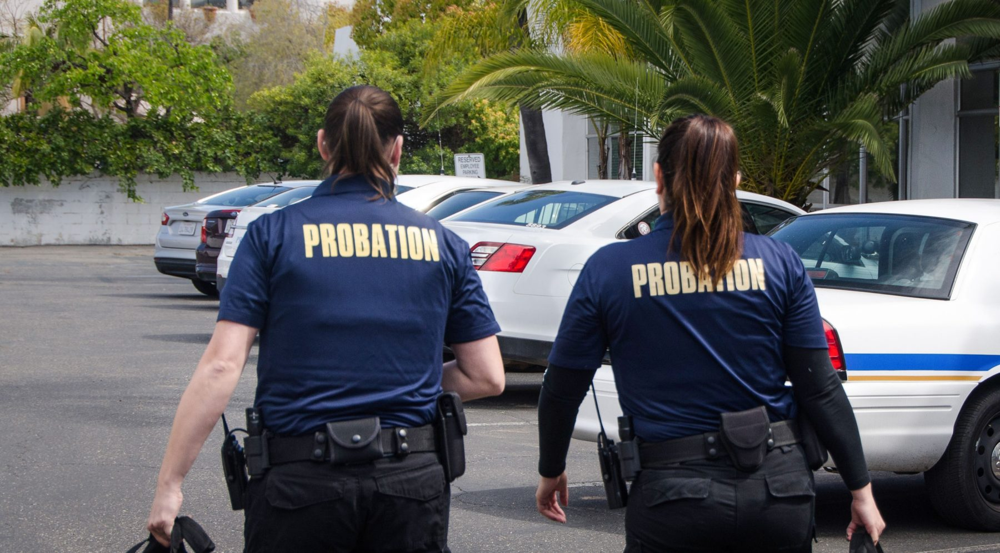 RESERVED
EMPLOYEE
PARKING
PROBATION
PROBATION